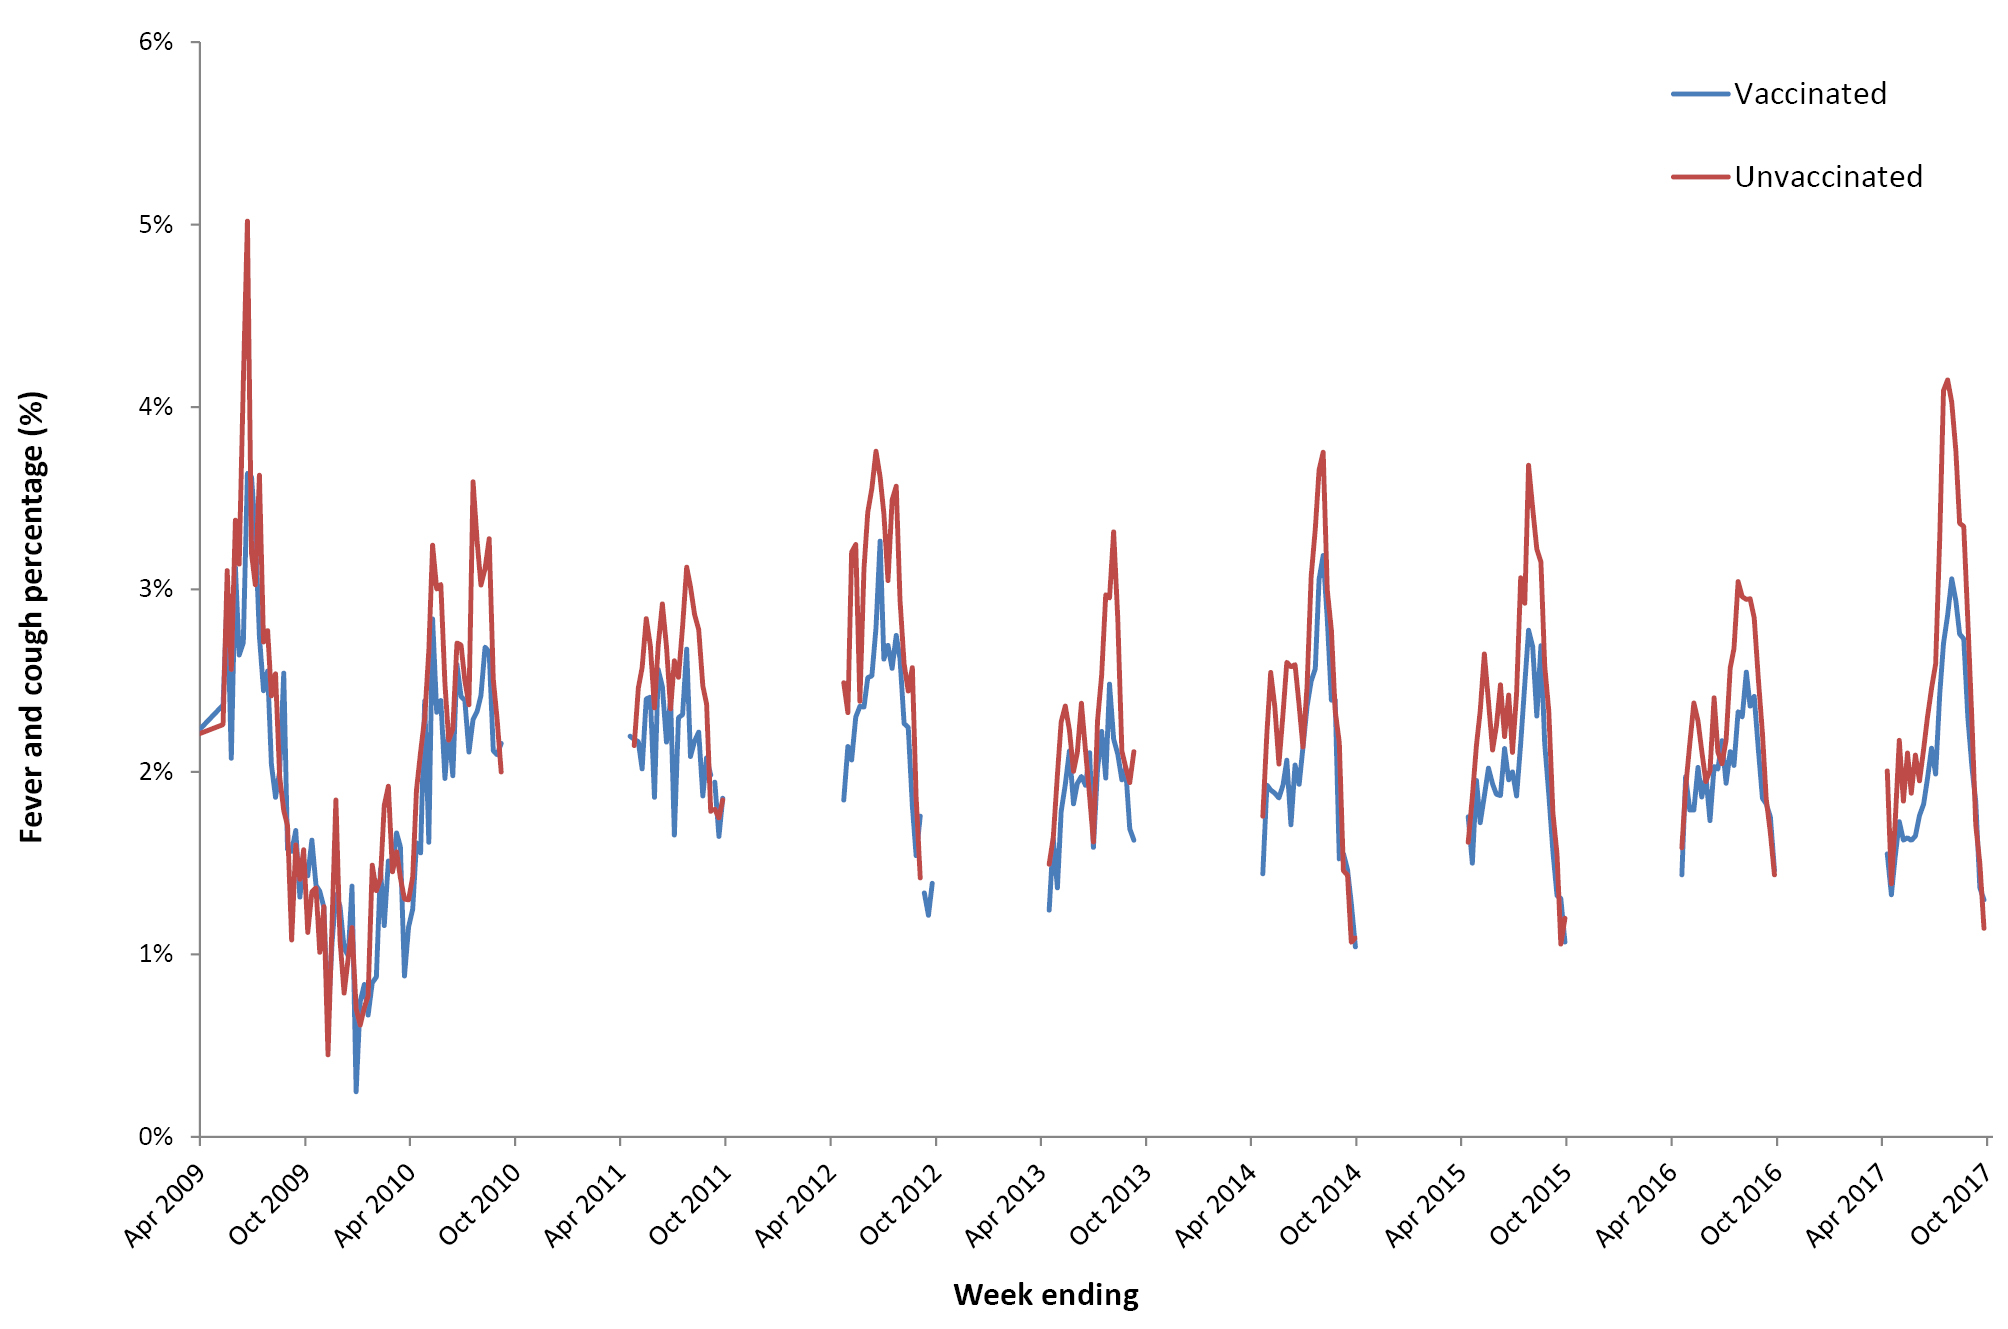 6%
5%
4%
3%
2%
1%
0%
Fever and cough percentage (%)
Vaccinated
Unvaccinated
Apr 2009
Oct 2009
Apr 2010
Oct 2010
Apr 2011
Oct 2011
Apr 2012
Oct 2012
Apr 2013
Oct 2013
Apr 2014
Oct 2014
Apr 2015
Oct 2015
Apr 2016
Oct 2016
Apr 2017
Oct 2017
Week ending